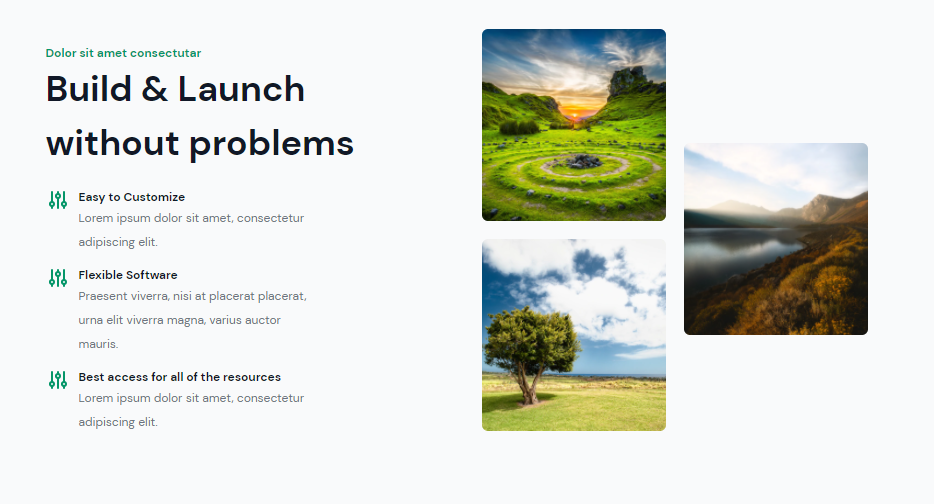 Dolor sit amet consectutar
Build & Launch
without problems
Easy to Customize
Lorem ipsum dolor sit amet, consectetur
adipiscing elit.
Flexible Software
Praesent viverra, nisi at placerat placerat,
urna elit viverra magna, varius auctor
mauris.
Best access for all of the resources
Lorem ipsum dolor sit amet, consectetur
adipiscing elit.